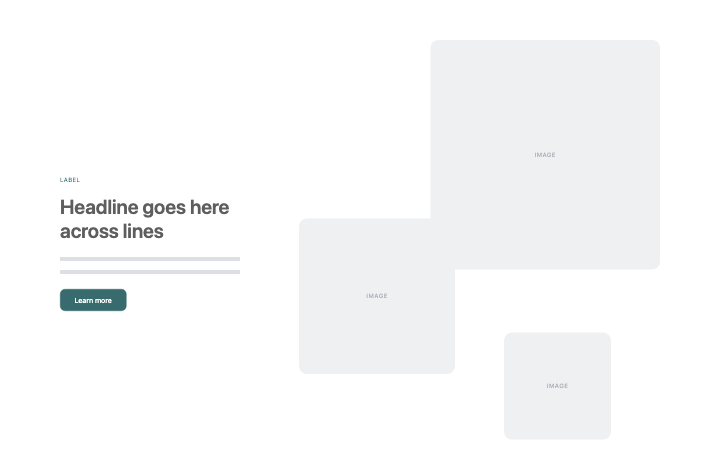 LABEL
Headline goes here
across lines
Learn more
IMAGE
IMAGE
IMAGE